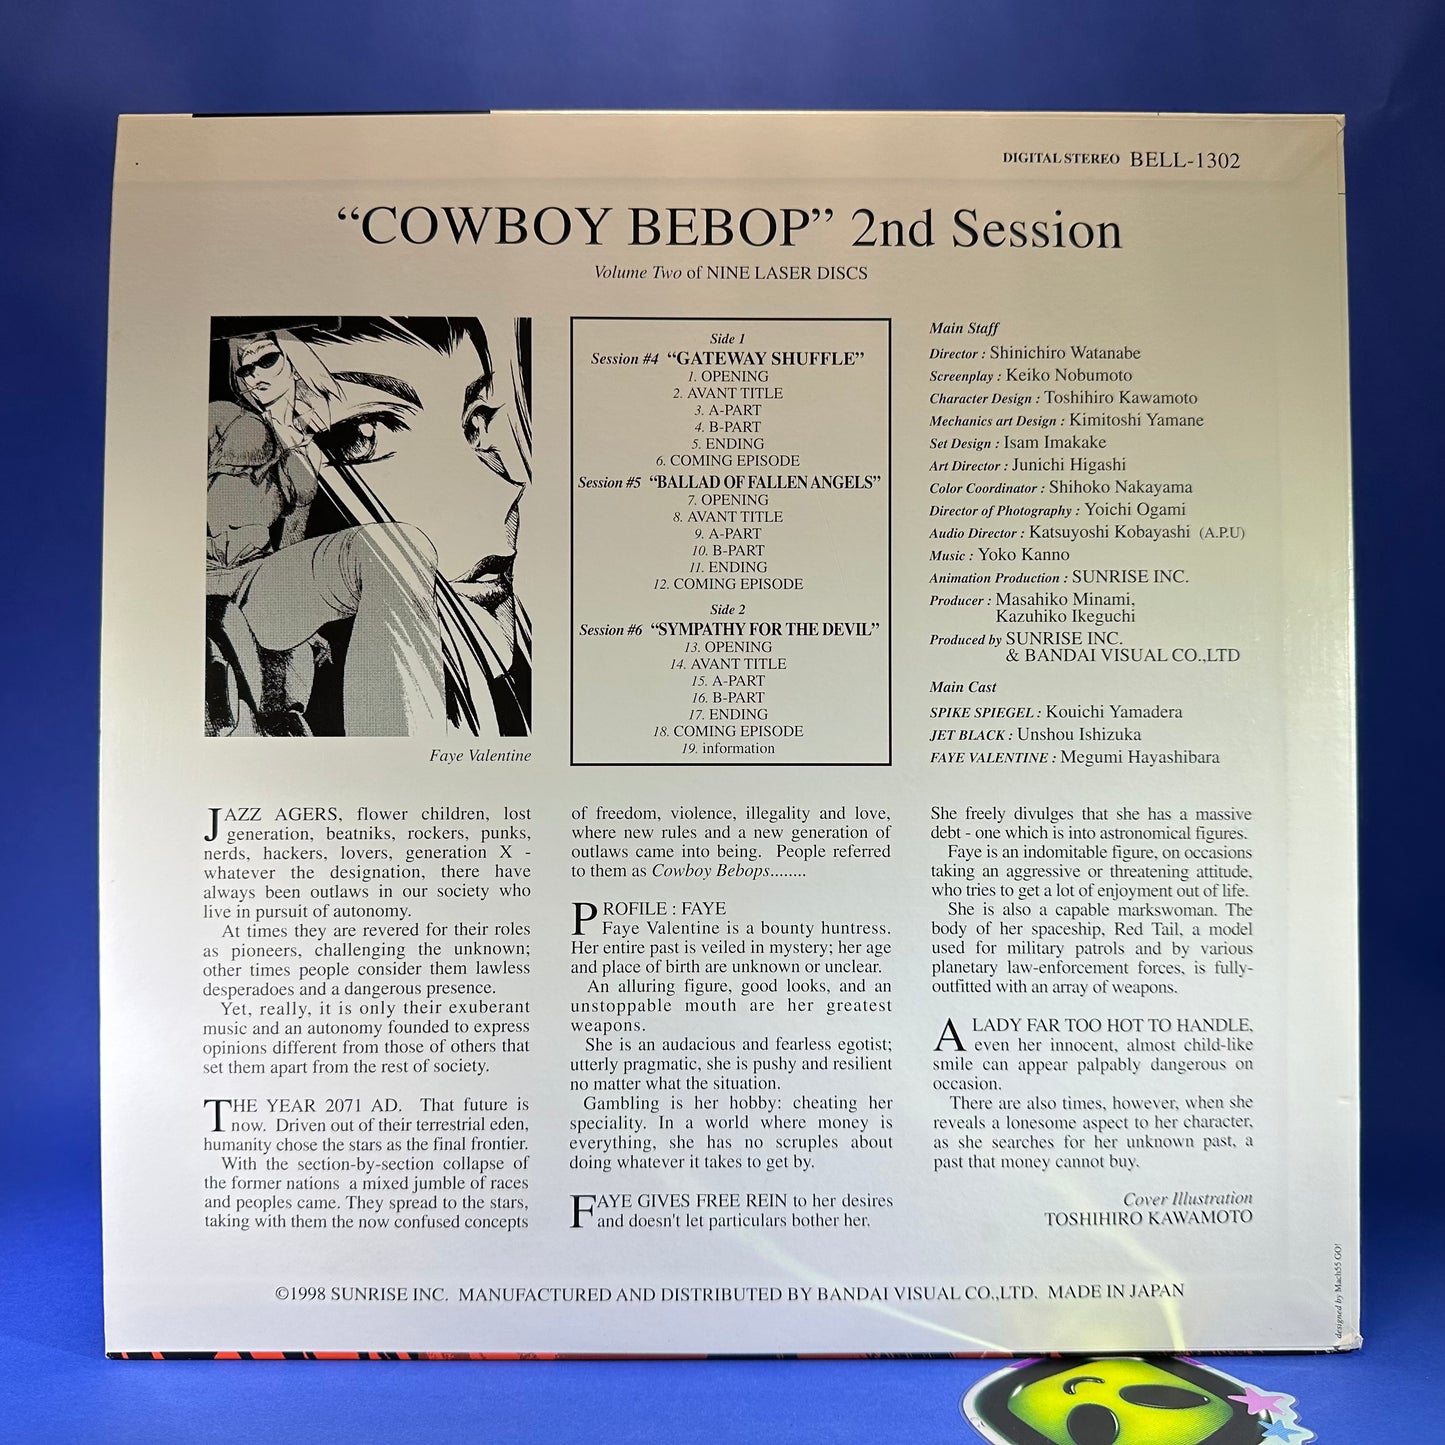 DIGITAL STEREO BELL-1302
“COWBOY BEBOP” 2nd Session
Volume Two of NINE LASER DISCS
Faye Valentine
Side 1
Session #4 “GATEWAY SHUFFLE”
1. OPENING
2. AVANT TITLE
3. A-PART
4. B-PART
5. ENDING
6. COMING EPISODE
Session #5 “BALLAD OF FALLEN ANGELS”
7. OPENING
8. AVANT TITLE
9. A-PART
10. B-PART
11. ENDING
12. COMING EPISODE
Side 2
Session #6 “SYMPATHY FOR THE DEVIL”
13. OPENING
14. AVANT TITLE
15. A-PART
16. B-PART
17. ENDING
18. COMING EPISODE
19. information
Main Staff
Director : Shinichiro Watanabe
Screenplay : Keiko Nobumoto
Character Design : Toshihiro Kawamoto
Mechanics art Design : Kimitoshi Yamane
Set Design : Isam Imakake
Art Director : Junichi Higashi
Color Coordinator : Shihoko Nakayama
Director of Photography : Yoichi Ogami
Audio Director : Katsuyoshi Kobayashi (A.P.U)
Music : Yoko Kanno
Animation Production : SUNRISE INC.
Producer : Masahiko Minami,
Kazuhiko Ikeguchi
Produced by SUNRISE INC.
& BANDAI VISUAL CO.,LTD
Main Cast
SPIKE SPIEGEL : Kouichi Yamadera
JET BLACK : Unshou Ishizuka
FAYE VALENTINE : Megumi Hayashibara
JAZZ AGERS, flower children, lost
generation, beatniks, rockers, punks,
nerds, hackers, lovers, generation X -
whatever the designation, there have
always been outlaws in our society who
live in pursuit of autonomy.
At times they are revered for their roles
as pioneers, challenging the unknown;
other times people consider them lawless
desperadoes and a dangerous presence.
Yet, really, it is only their exuberant
music and an autonomy founded to express
opinions different from those of others that
set them apart from the rest of society.
THE YEAR 2071 AD. That future is
now. Driven out of their terrestrial eden,
humanity chose the stars as the final frontier.
With the section-by-section collapse of
the former nations a mixed jumble of races
and peoples came. They spread to the stars,
taking with them the now confused concepts
of freedom, violence, illegality and love,
where new rules and a new generation of
outlaws came into being. People referred
to them as Cowboy Bebops........
PROFILE : FAYE
Faye Valentine is a bounty huntress.
Her entire past is veiled in mystery; her age
and place of birth are unknown or unclear.
An alluring figure, good looks, and an
unstoppable mouth are her greatest
weapons.
She is an audacious and fearless egotist;
utterly pragmatic, she is pushy and resilient
no matter what the situation.
Gambling is her hobby: cheating her
speciality. In a world where money is
everything, she has no scruples about
doing whatever it takes to get by.
FAYE GIVES FREE REIN to her desires
and doesn't let particulars bother her.
She freely divulges that she has a massive
debt - one which is into astronomical figures.
Faye is an indomitable figure, on occasions
taking an aggressive or threatening attitude,
who tries to get a lot of enjoyment out of life.
She is also a capable markswoman. The
body of her spaceship, Red Tail, a model
used for military patrols and by various
planetary law-enforcement forces, is fully-
outfitted with an array of weapons.
A LADY FAR TOO HOT TO HANDLE,
even her innocent, almost child-like
smile can appear palpably dangerous on
occasion.
There are also times, however, when she
reveals a lonesome aspect to her character,
as she searches for her unknown past, a
past that money cannot buy.
Cover Illustration
TOSHIHIRO KAWAMOTO
©1998 SUNRISE INC. MANUFACTURED AND DISTRIBUTED BY BANDAI VISUAL CO.,LTD. MADE IN JAPAN
designed by Mach55 GO!